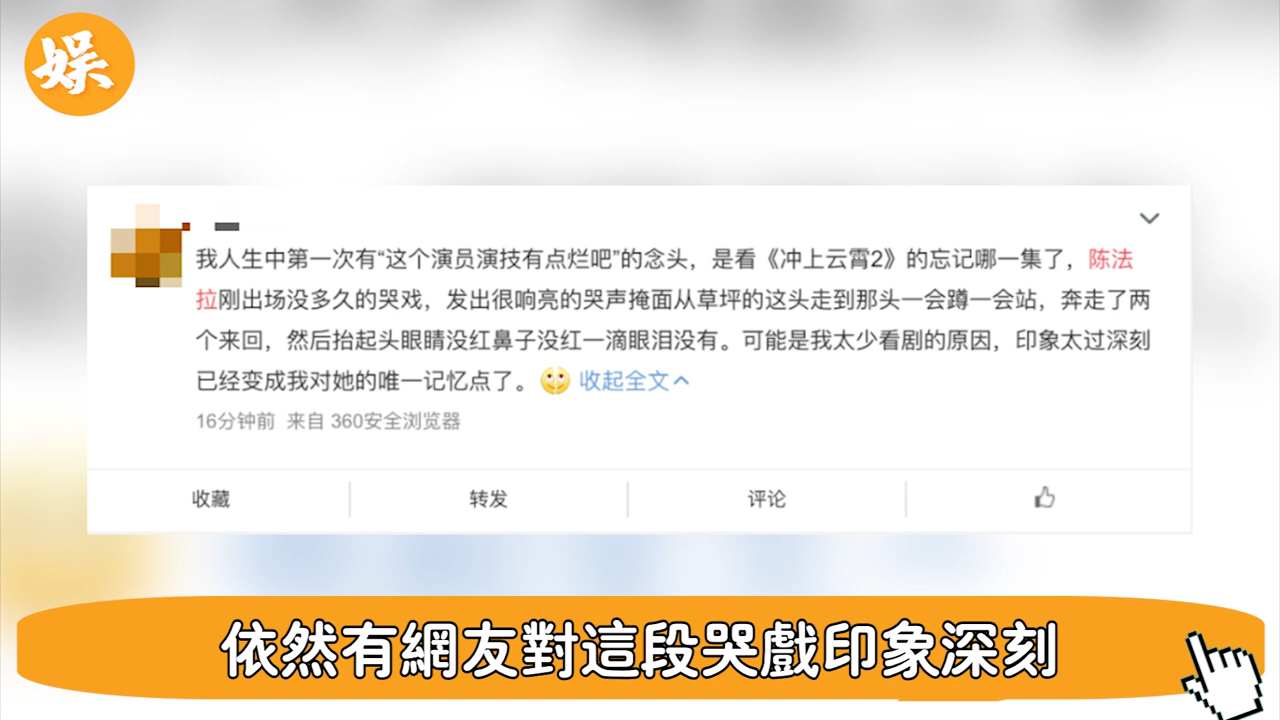 娱
我人生中第一次有“这个演员演技有点烂吧”的念头，是看《冲上云霄2》的忘记哪一集了，陈法
拉刚出场没多久的哭戏，发出很响亮的哭声掩面从草坪的这头走到那头一会蹲一会站，奔走了两
个来回，然后抬起头眼睛没红鼻子没红一滴眼泪没有。可能是我太少看剧的原因，印象太过深刻
已经变成我对她的唯一记忆点了。 收起全文
16分钟前 来自 360安全浏览器
收藏 转发 评论
依然有網友對這段哭戲印象深刻